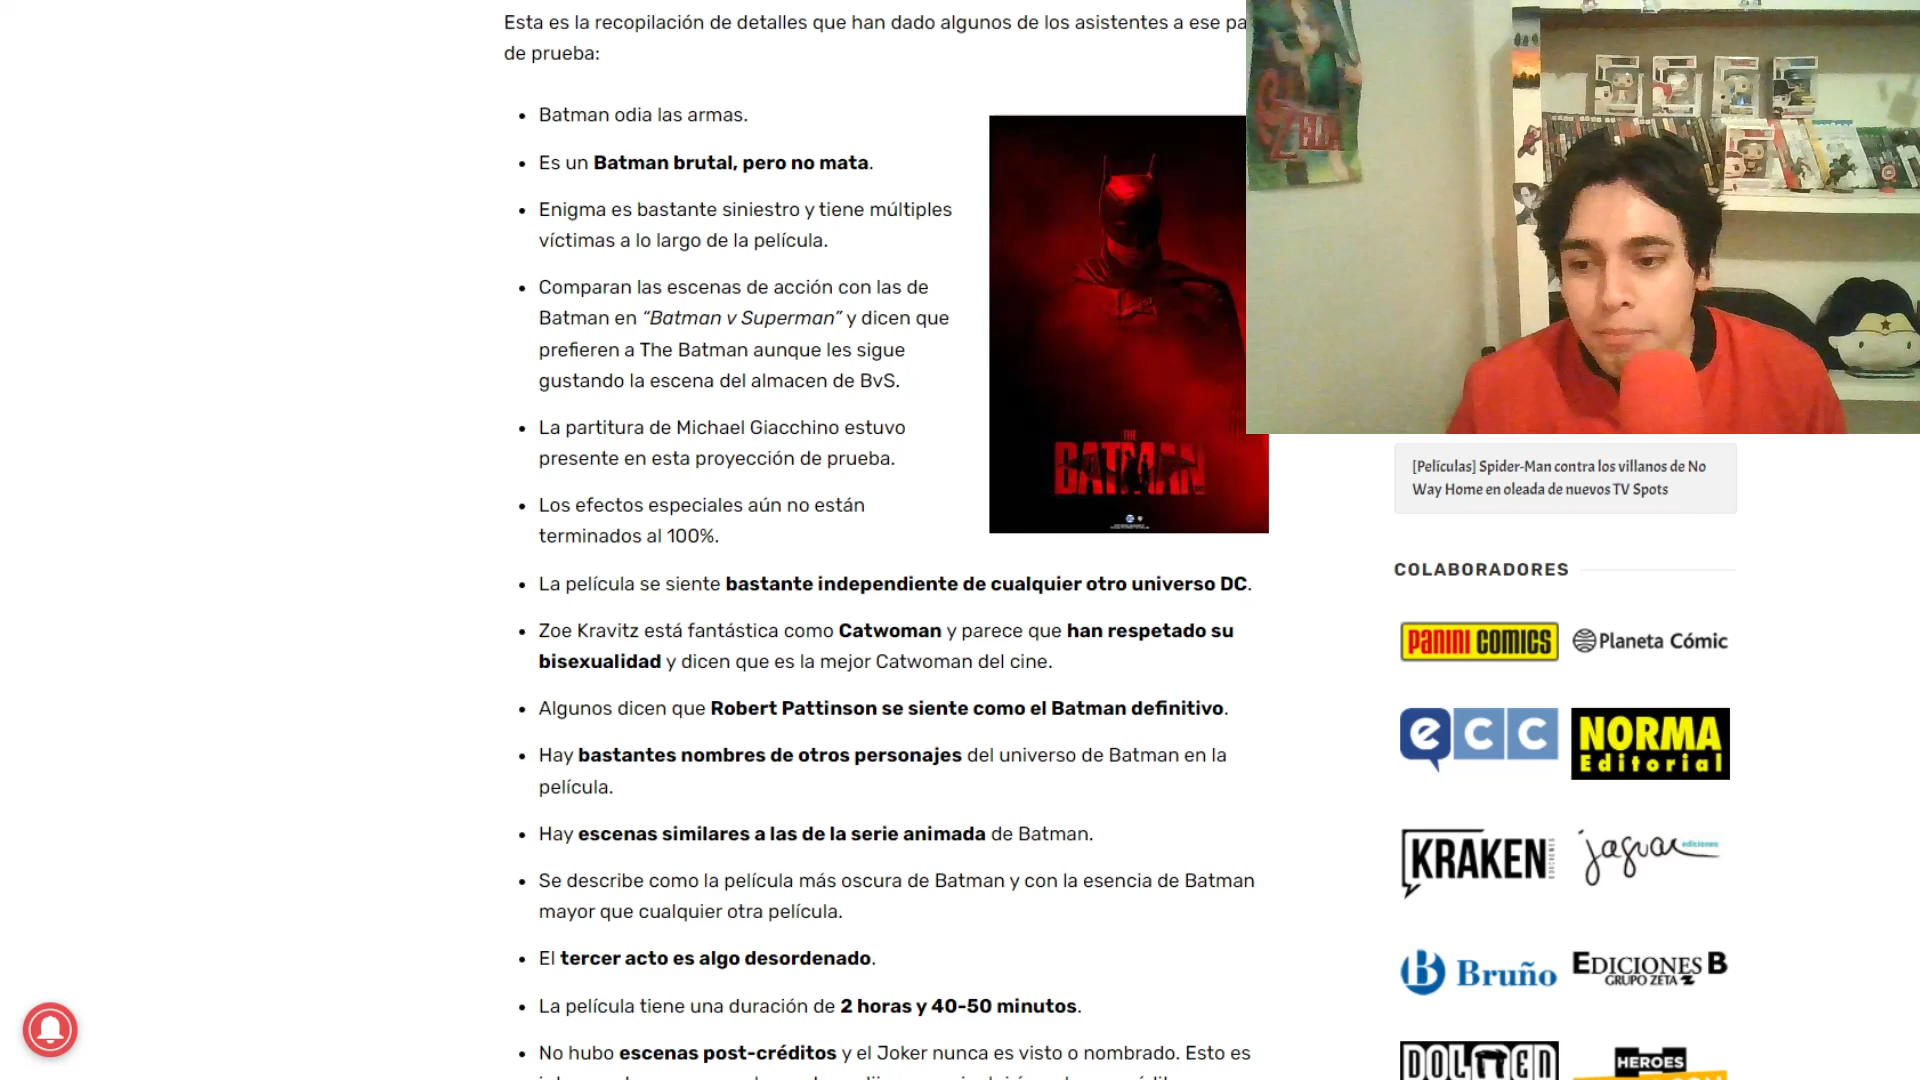 Esta es la recopilación de detalles que han dado algunos de los asistentes a ese pa
de prueba:
• Batman odia las armas.
• Es un Batman brutal, pero no mata.
• Enigma es bastante siniestro y tiene múltiples
víctimas a lo largo de la película.
• Comparan las escenas de acción con las de
Batman en “Batman v Superman” y dicen que
prefieren a The Batman aunque les sigue
gustando la escena del almacen de BvS.
• La partitura de Michael Giacchino estuvo
presente en esta proyección de prueba.
• Los efectos especiales aún no están
terminados al 100%.
• La película se siente bastante independiente de cualquier otro universo DC.
• Zoe Kravitz está fantástica como Catwoman y parece que han respetado su
bisexualidad y dicen que es la mejor Catwoman del cine.
• Algunos dicen que Robert Pattinson se siente como el Batman definitivo.
• Hay bastantes nombres de otros personajes del universo de Batman en la
película.
• Hay escenas similares a las de la serie animada de Batman.
• Se describe como la película más oscura de Batman y con la esencia de Batman
mayor que cualquier otra película.
• El tercer acto es algo desordenado.
• La película tiene una duración de 2 horas y 40-50 minutos.
• No hubo escenas post-créditos y el Joker nunca es visto o nombrado. Esto es
THE
BATMAN
ZELDA
[Películas] Spider-Man contra los villanos de No
Way Home en oleada de nuevos TV Spots
COLABORADORES
PANINI COMICS
Planeta Cómic
ecc
NORMA
Editorial
KRAKEN
EDICIONES
jaguar ediciones
B Bruño
EDICIONES B
GRUPO ZETA
DOLMEN
HEROES